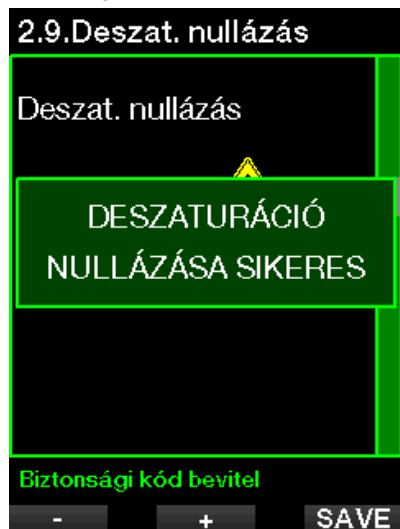 2.9.Deszat. nullázás
Deszat. nullázás
DESZATURÁCIÓ
NULLÁZÁSA SIKERES
Biztonsági kód bevitel
- + SAVE